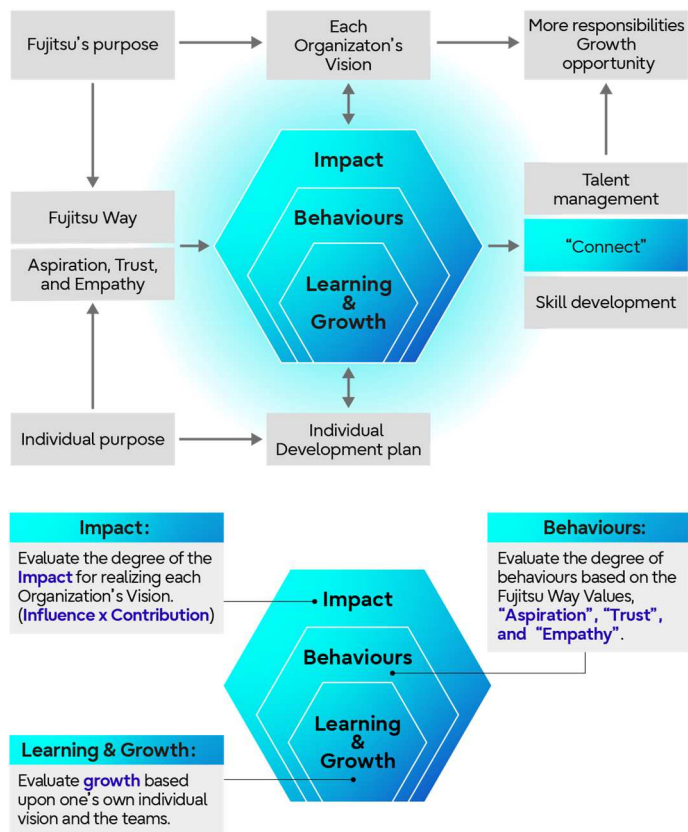 Fujitsu's purpose
Each
Organizaton's
Vision
More responsibilities
Growth
opportunity
Impact
Behaviours
Learning
&
Growth
Fujitsu Way
Aspiration, Trust,
and Empathy
Talent
management
“Connect”
Skill development
Individual purpose
Individual
Development plan
Impact:
Evaluate the degree of the
Impact for realizing each
Organization's Vision.
(Influence x Contribution)
Behaviours:
Evaluate the degree of
behaviours based on the
Fujitsu Way Values,
“Aspiration”, “Trust”,
and “Empathy”.
Impact
Behaviours
Learning
&
Growth
Learning & Growth:
Evaluate growth based
upon one's own individual
vision and the teams.